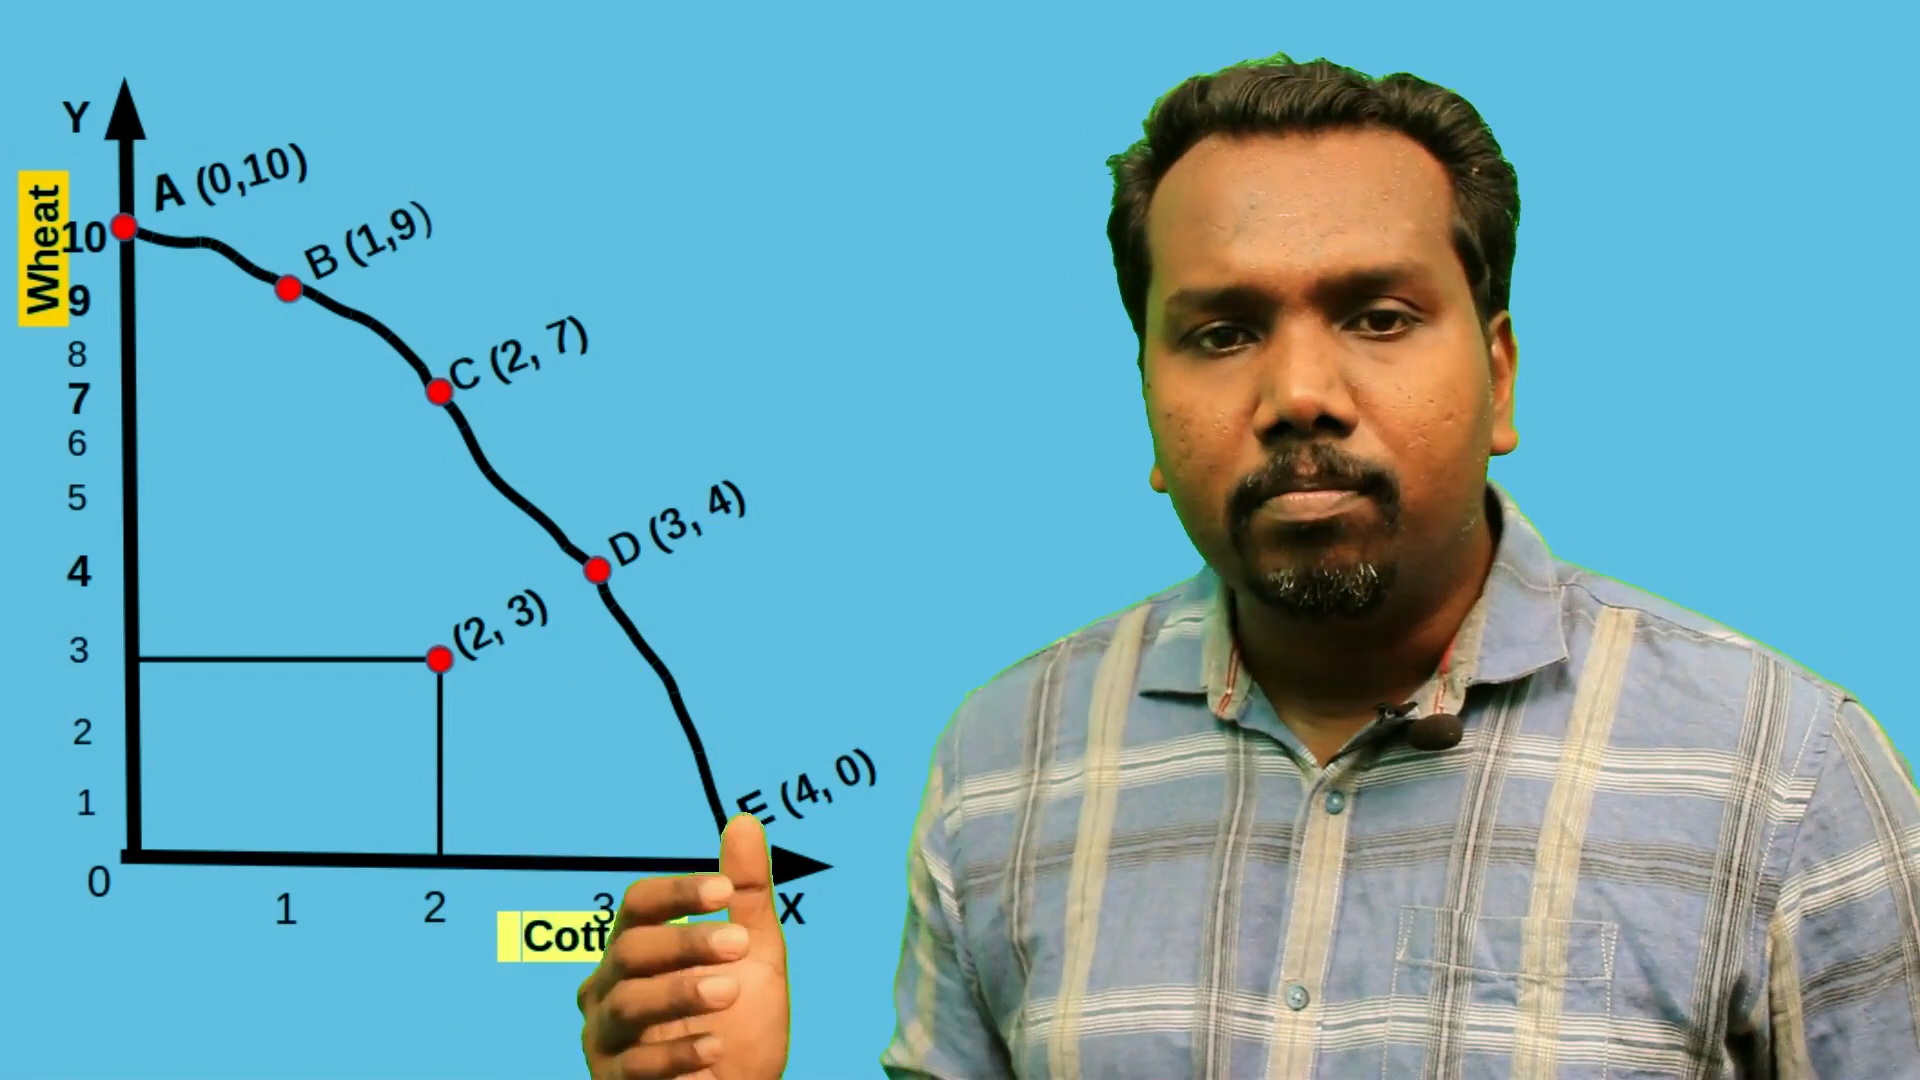 Y
Wheat
A (0,10)
B (1,9)
C (2, 7)
D (3, 4)
(2, 3)
E (4, 0)
10
9
8
7
6
5
4
3
2
1
0
1
2
3
X